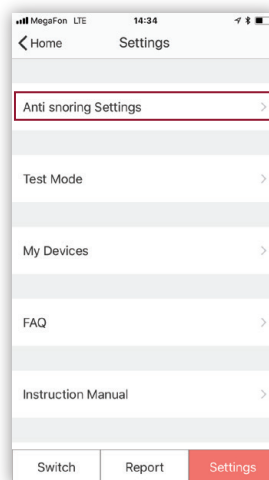 MegaFon LTE 14:34
Home Settings
Anti snoring Settings
Test Mode
My Devices
FAQ
Instruction Manual
Switch Report Settings